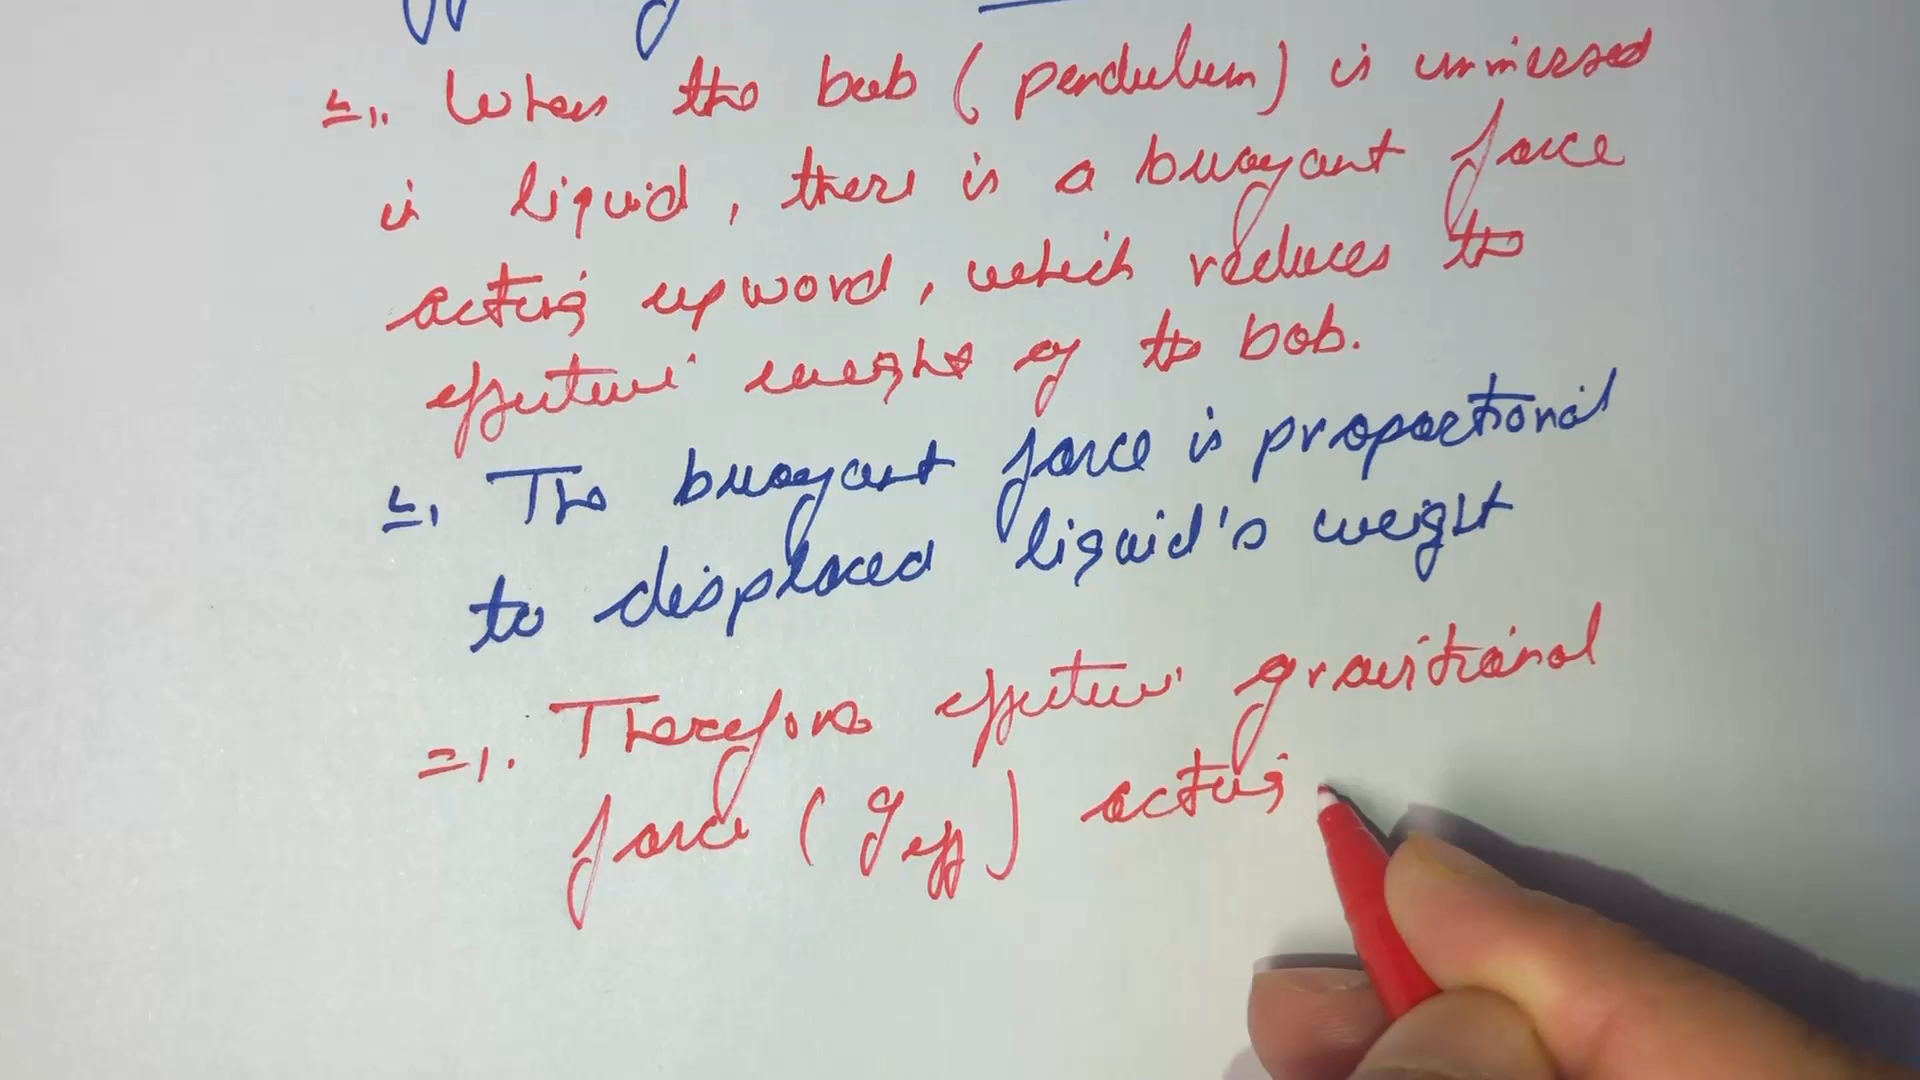 When the bob (pendulum) is immersed
in liquid, there is a buoyant force
acting upword, which reduces the
effective weight of the bob.
The buoyant force is proportional
to displaced liquid's weight
Therefore effective gravitional
force (geff) acting